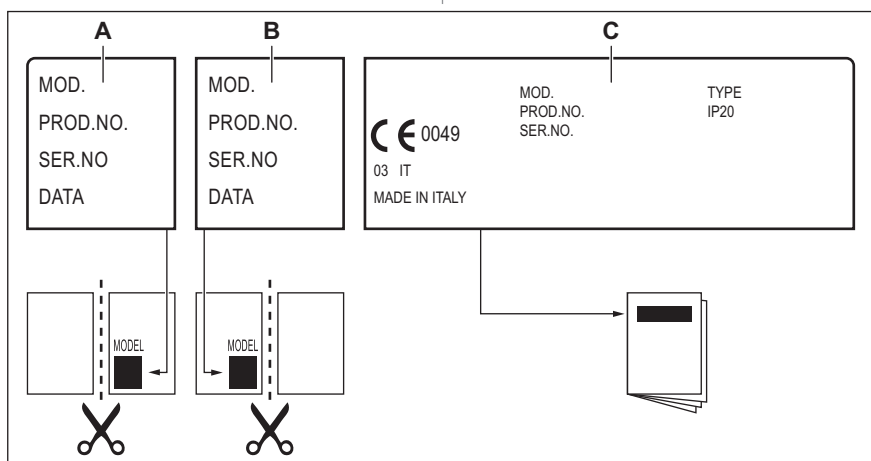 A
B
C
MOD.
PROD.NO.
SER.NO
DATA
MOD.
PROD.NO.
SER.NO
DATA
MOD.
PROD.NO.
SER.NO.
TYPE
IP20
CE 0049
03 IT
MADE IN ITALY
MODEL
MODEL